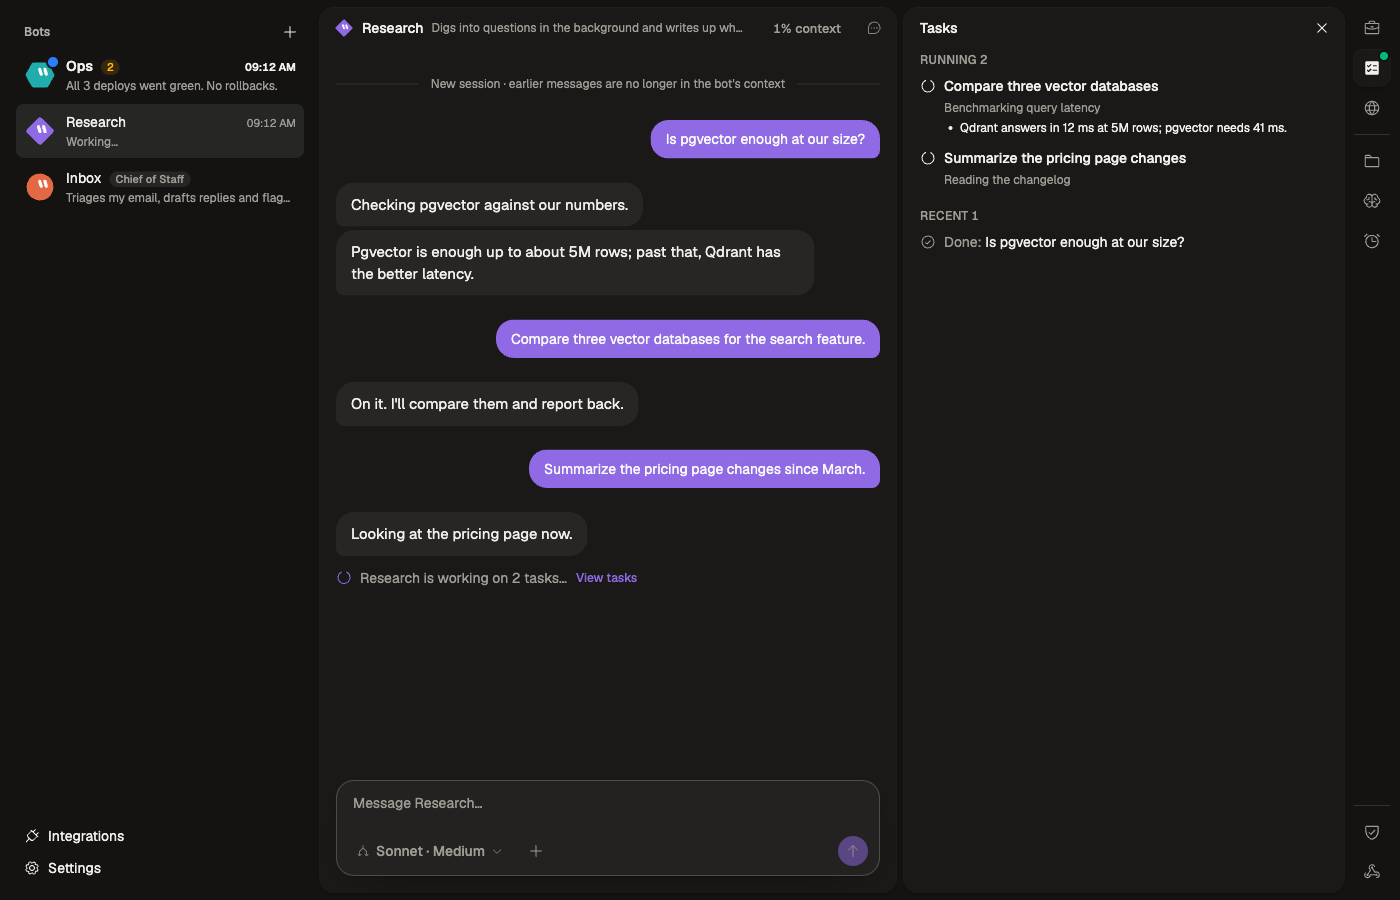 Bots
Ops 2 09:12 AM
All 3 deploys went green. No rollbacks.
Research 09:12 AM
Working...
Inbox Chief of Staff
Triages my email, drafts replies and flag...
Integrations
Settings
Research Digs into questions in the background and writes up wh... 1% context
New session · earlier messages are no longer in the bot's context
Is pgvector enough at our size?
Checking pgvector against our numbers.
Pgvector is enough up to about 5M rows; past that, Qdrant has
the better latency.
Compare three vector databases for the search feature.
On it. I'll compare them and report back.
Summarize the pricing page changes since March.
Looking at the pricing page now.
Research is working on 2 tasks... View tasks
Message Research...
Sonnet · Medium
Tasks
RUNNING 2
Compare three vector databases
Benchmarking query latency
• Qdrant answers in 12 ms at 5M rows; pgvector needs 41 ms.
Summarize the pricing page changes
Reading the changelog
RECENT 1
Done: Is pgvector enough at our size?